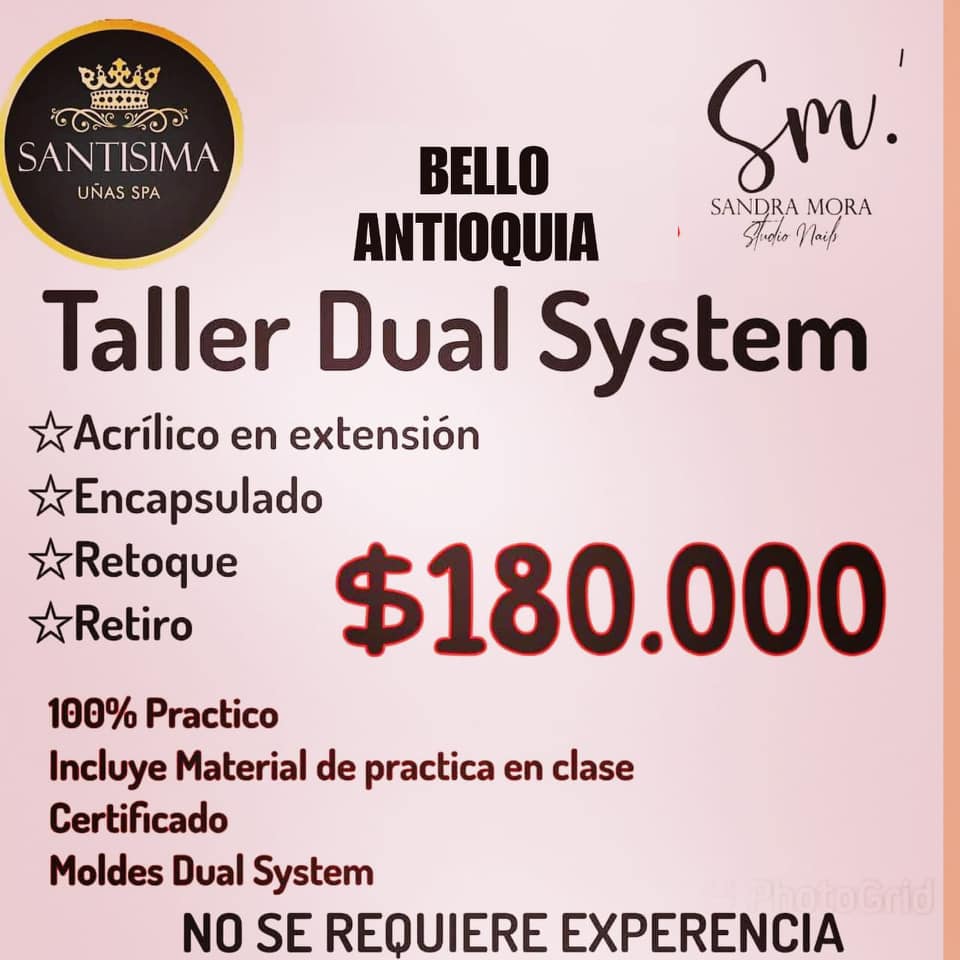 SANTISIMA
UÑAS SPA
Sm.
SANDRA MORA
Studio Nails
BELLO
ANTIOQUIA
Taller Dual System
☆Acrílico en extensión
☆Encapsulado
☆Retoque
☆Retiro
$180.000
100% Practico
Incluye Material de practica en clase
Certificado
Moldes Dual System
PhotoGrid
NO SE REQUIERE EXPERENCIA